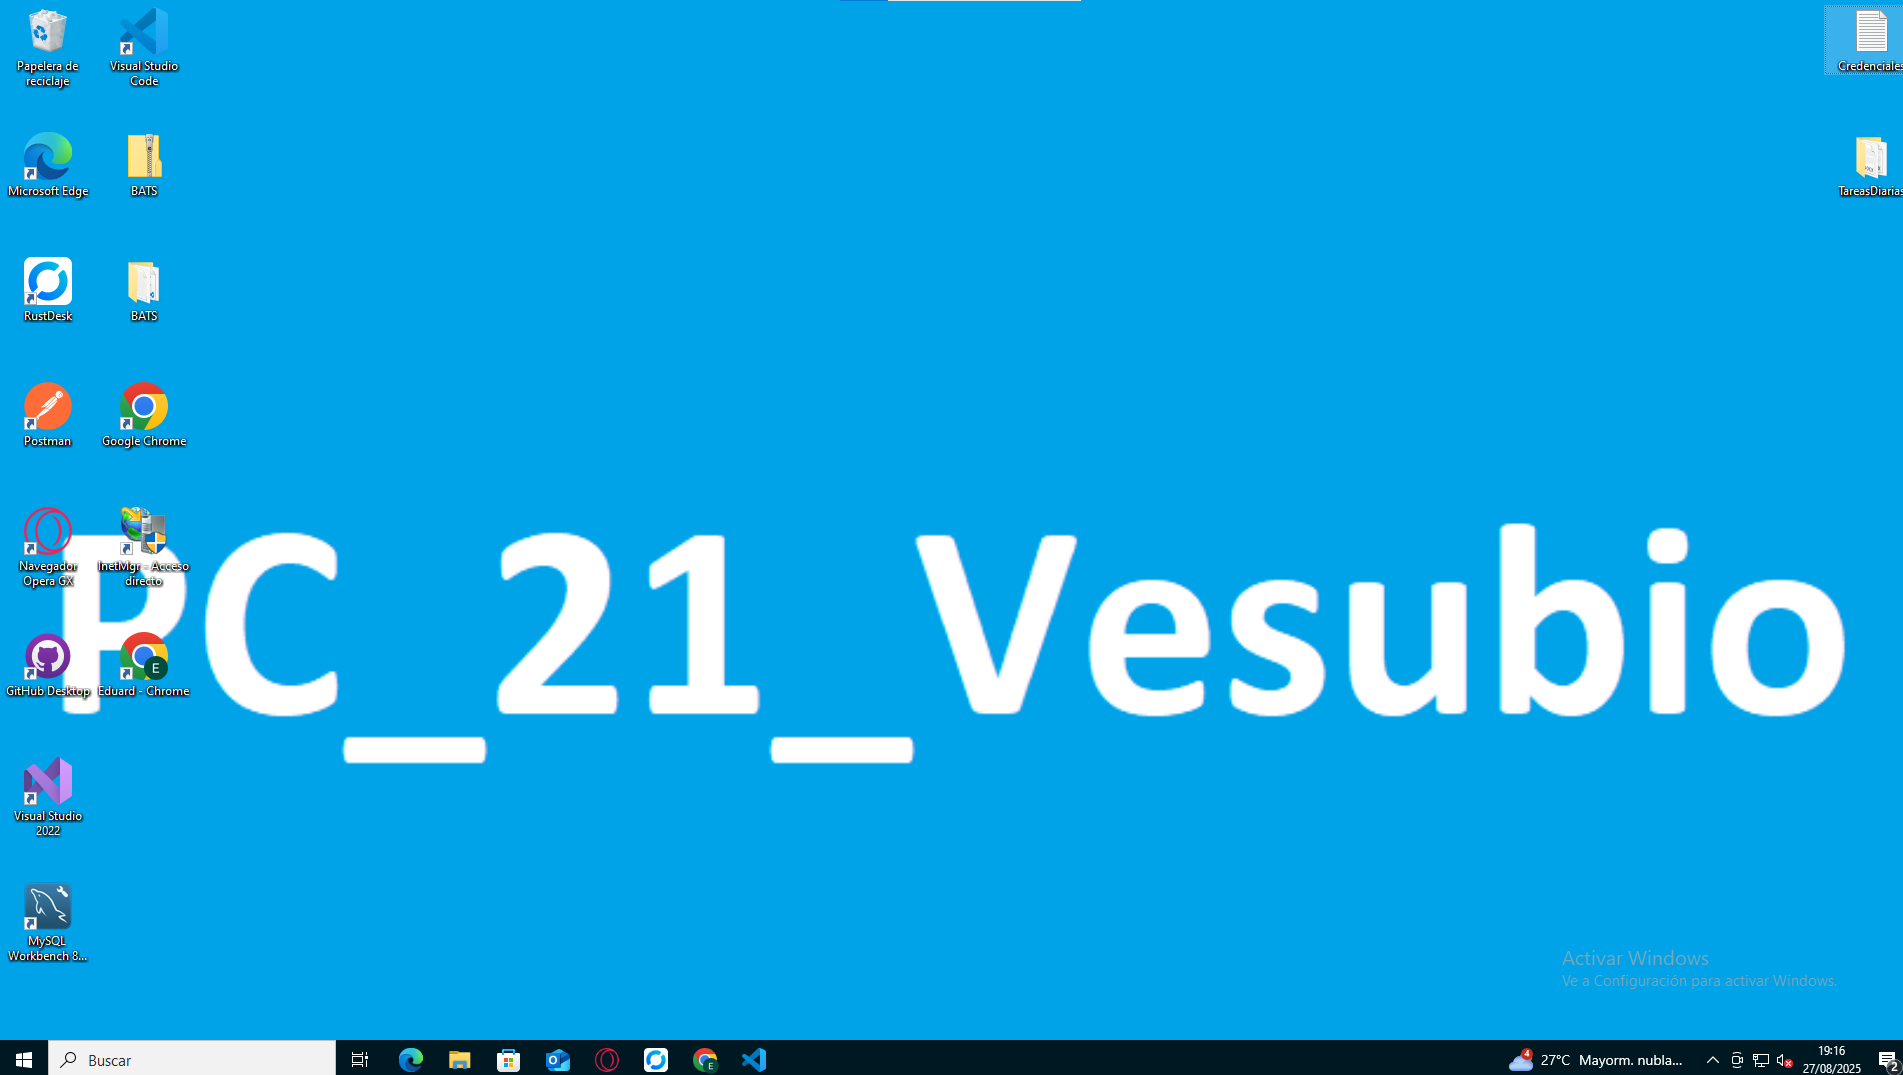 Papelera de
reciclaje
Visual Studio
Code
Credenciales
Microsoft Edge
BATS
TareasDiarias
RustDesk
BATS
Postman
Google Chrome
Navegador
Opera GX
InetMgr - Acceso
directo
PC_21_Vesubio
GitHub Desktop
Eduard - Chrome
E
Visual Studio
2022
MySQL
Workbench 8...
Activar Windows
Ve a Configuración para activar Windows.
Buscar
E
4
27°C Mayorm. nubla...
19:16
27/08/2025
2